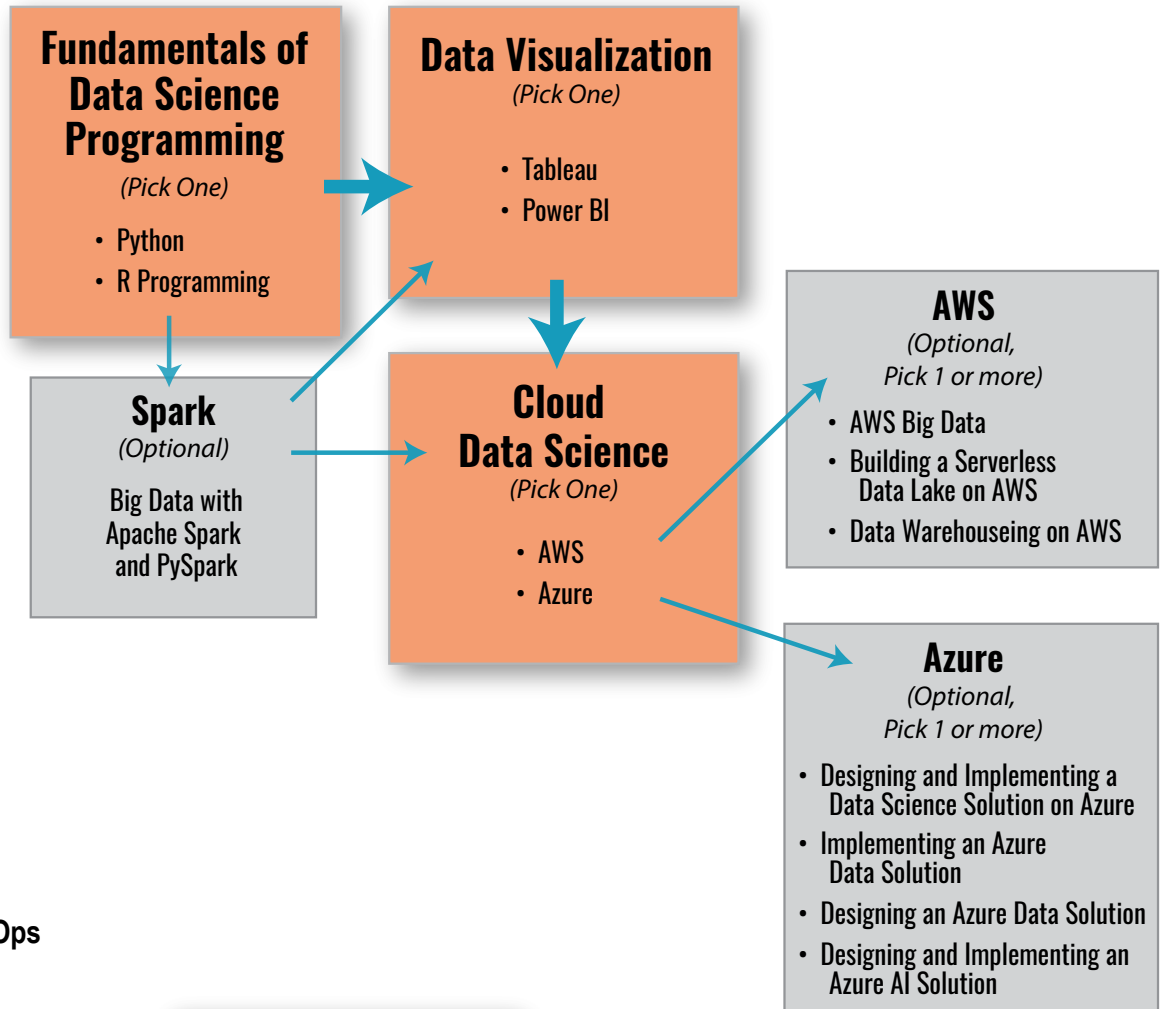 Fundamentals of
Data Science
Programming
(Pick One)
• Python
• R Programming
Data Visualization
(Pick One)
• Tableau
• Power BI
Spark
(Optional)
Big Data with
Apache Spark
and PySpark
Cloud
Data Science
(Pick One)
• AWS
• Azure
AWS
(Optional,
Pick 1 or more)
• AWS Big Data
• Building a Serverless
Data Lake on AWS
• Data Warehouseing on AWS
Azure
(Optional,
Pick 1 or more)
• Designing and Implementing a
Data Science Solution on Azure
• Implementing an Azure
Data Solution
• Designing an Azure Data Solution
• Designing and Implementing an
Azure AI Solution